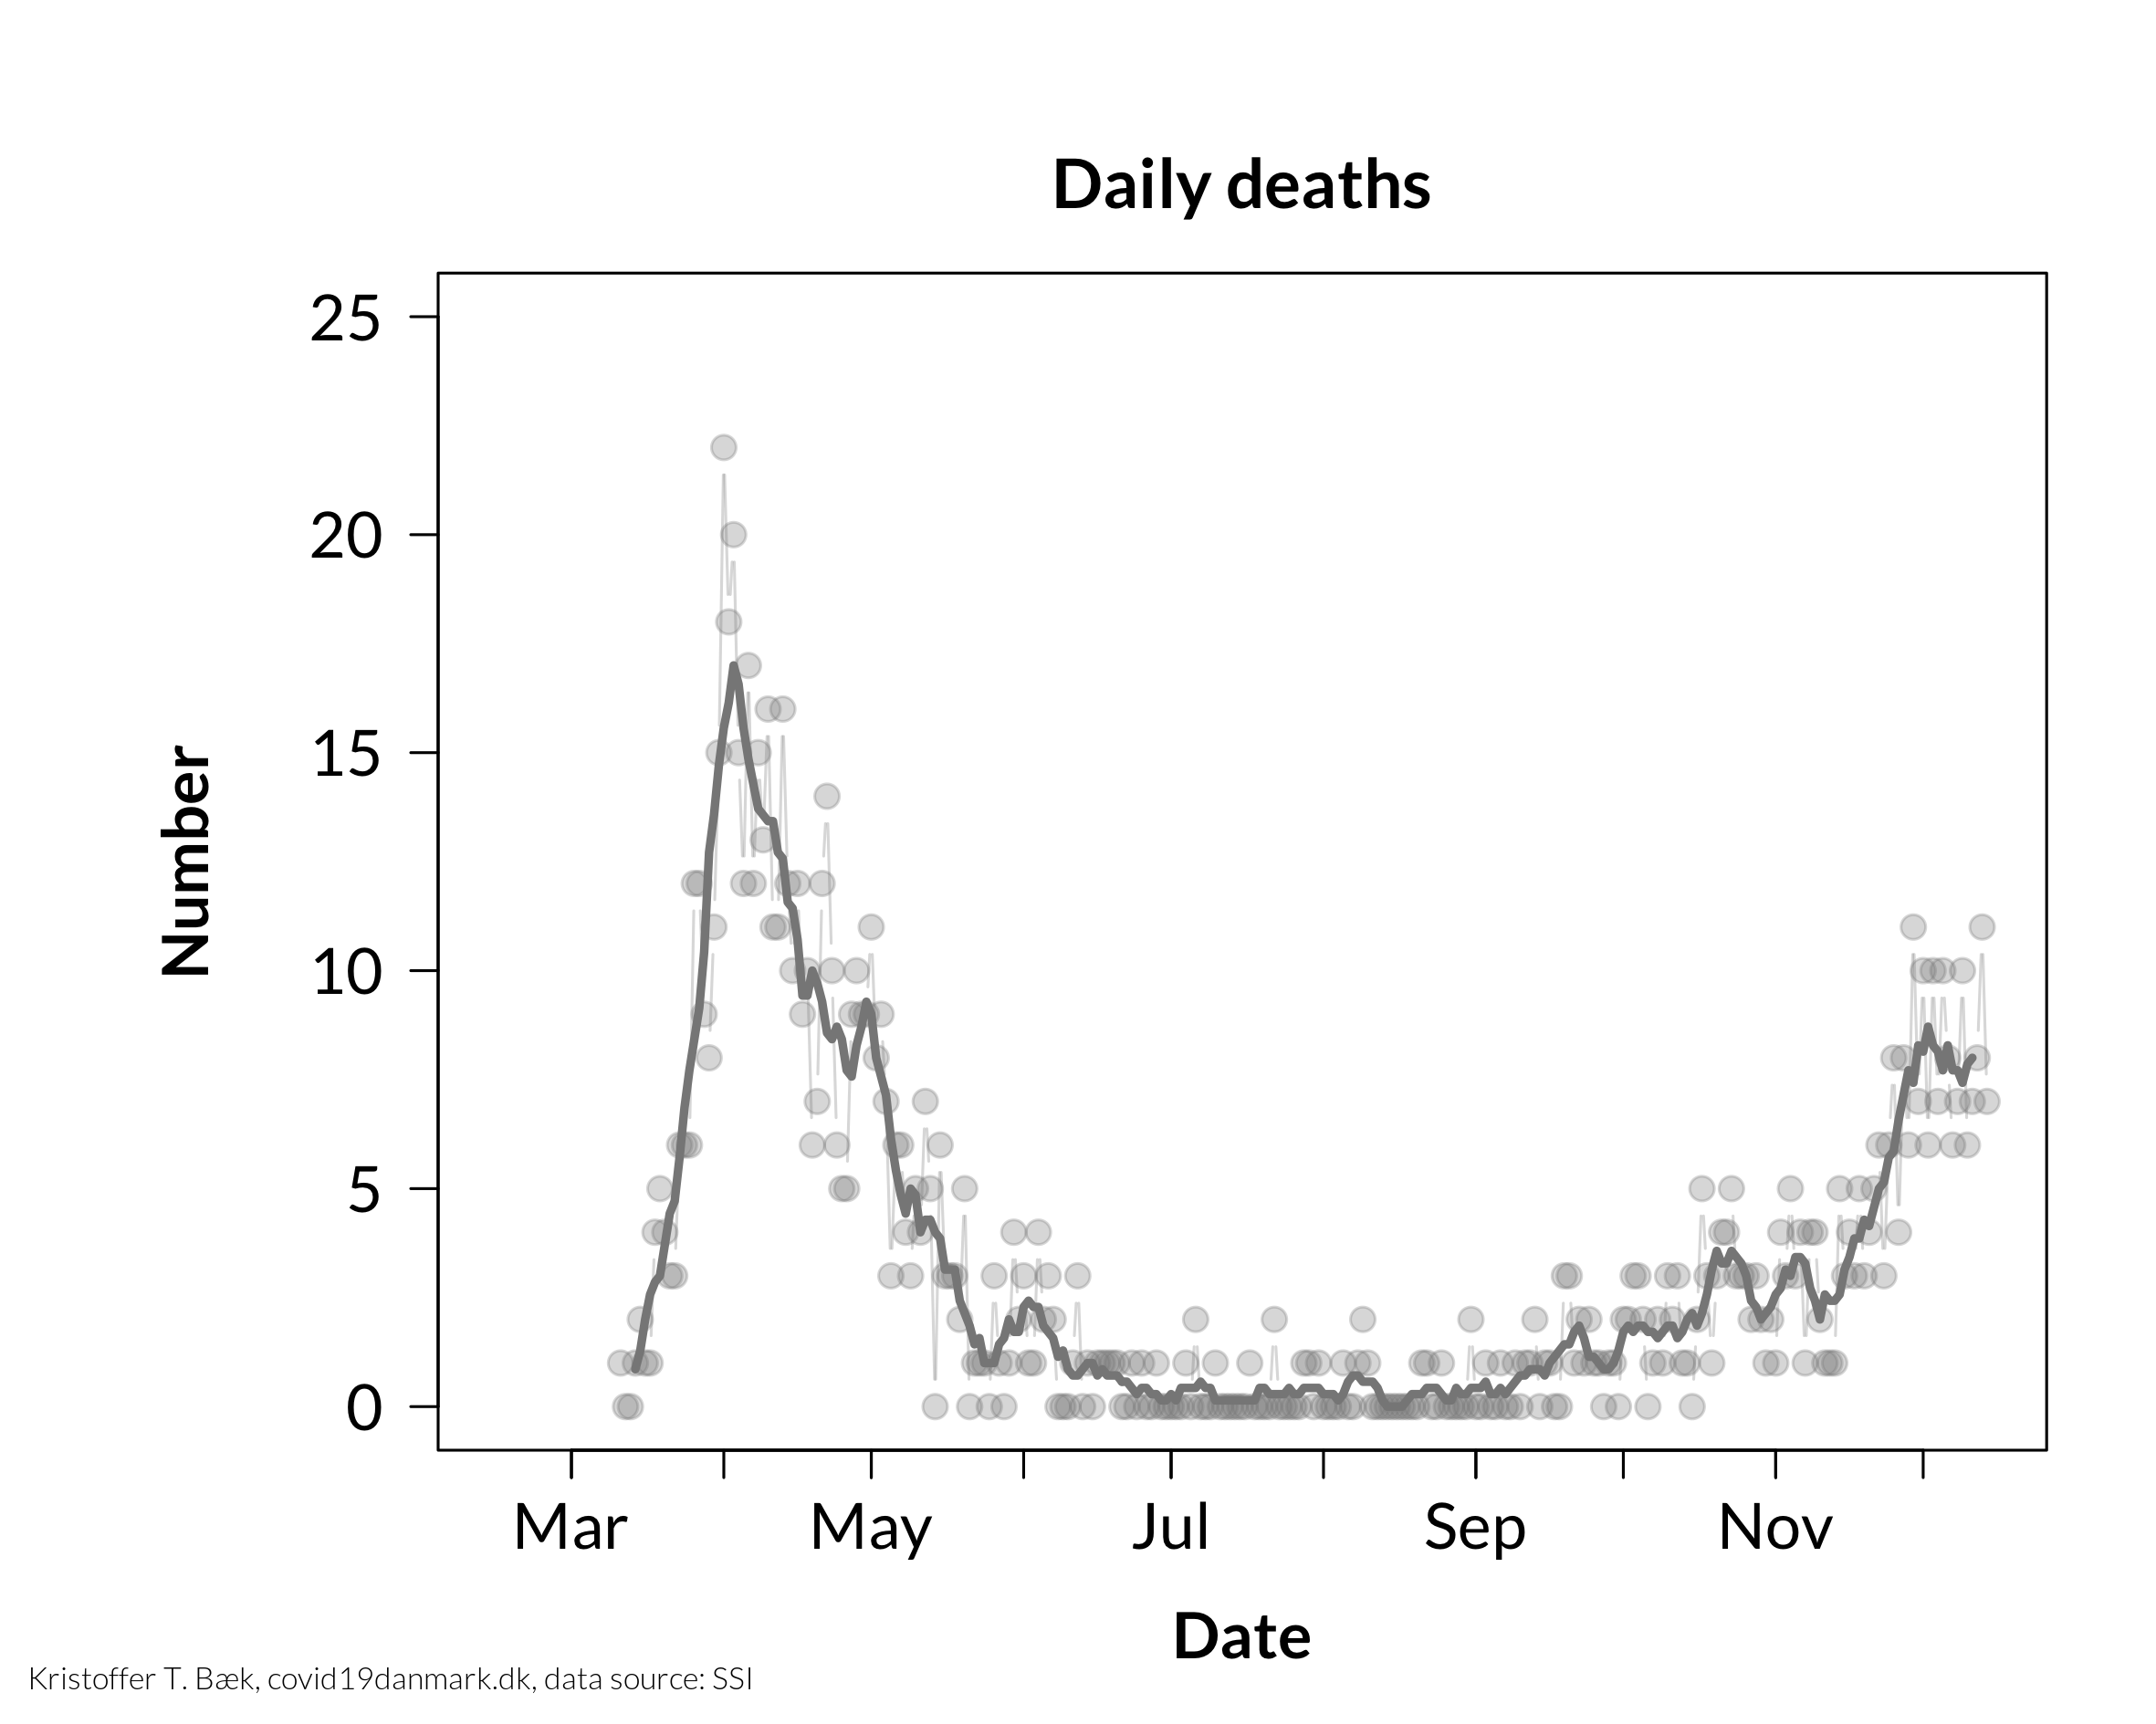 Daily deaths
25
20
15
10
5
0
Number
Mar May Jul Sep Nov
Date
Kristoffer T. Bæk, covid19danmark.dk, data source: SSI